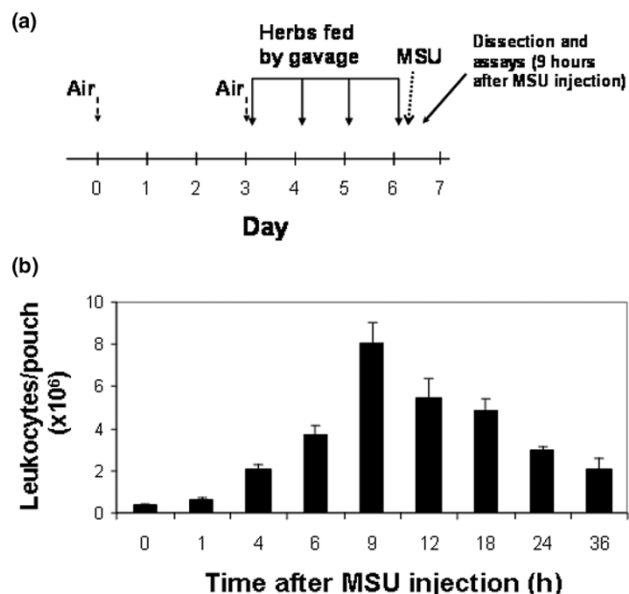 (a)
Herbs fed
by gavage
MSU
Dissection and
assays (9 hours
after MSU injection)
Air
Air
0 1 2 3 4 5 6 7
Day
(b)
Leukocytes/pouch
(x10⁶)
10
8
6
4
2
0
0 1 4 6 9 12 18 24 36
Time after MSU injection (h)